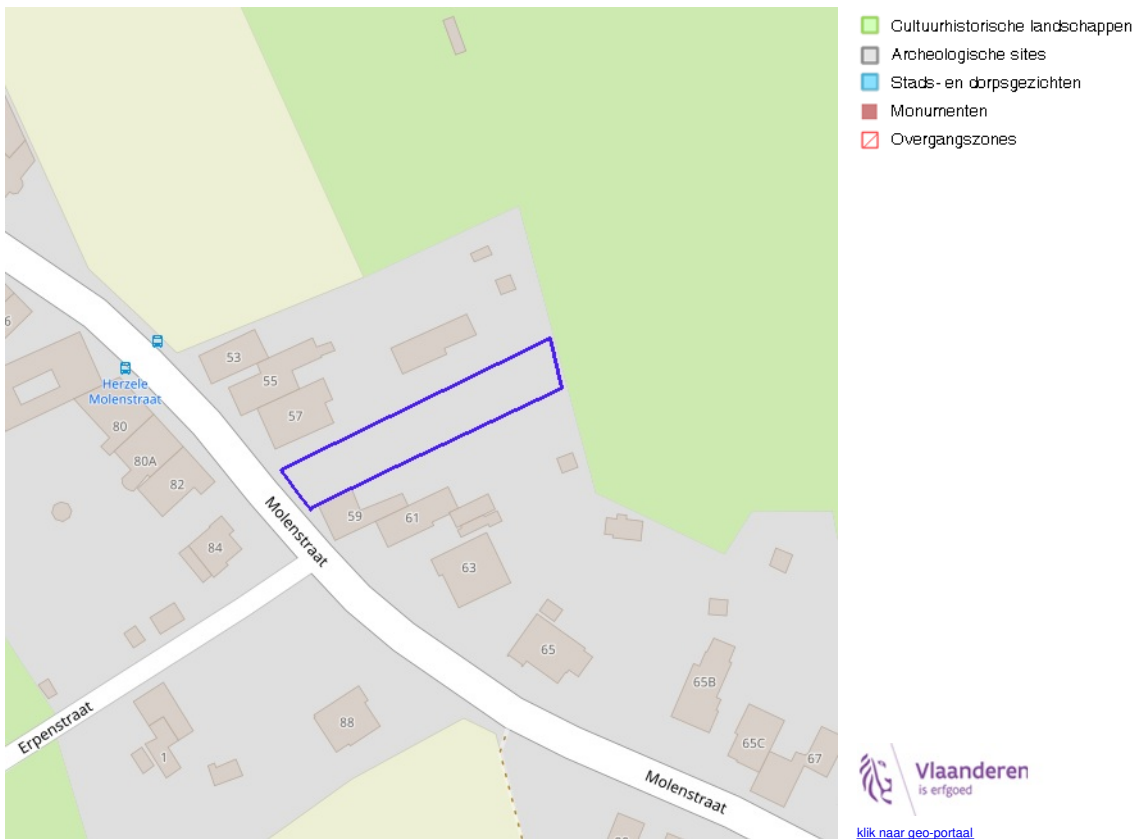 Cultuurhistorische landschappen
Archeologische sites
Stads- en dorpsgezichten
Monumenten
Overgangszones
6
53
55
57
Herzele
Molenstraat
80
80A
82
84
Molenstraat
59
61
63
65
65B
65C
67
Erpenstraat
1
88
Molenstraat
Vlaanderen
is erfgoed
klik naar geo-portaal